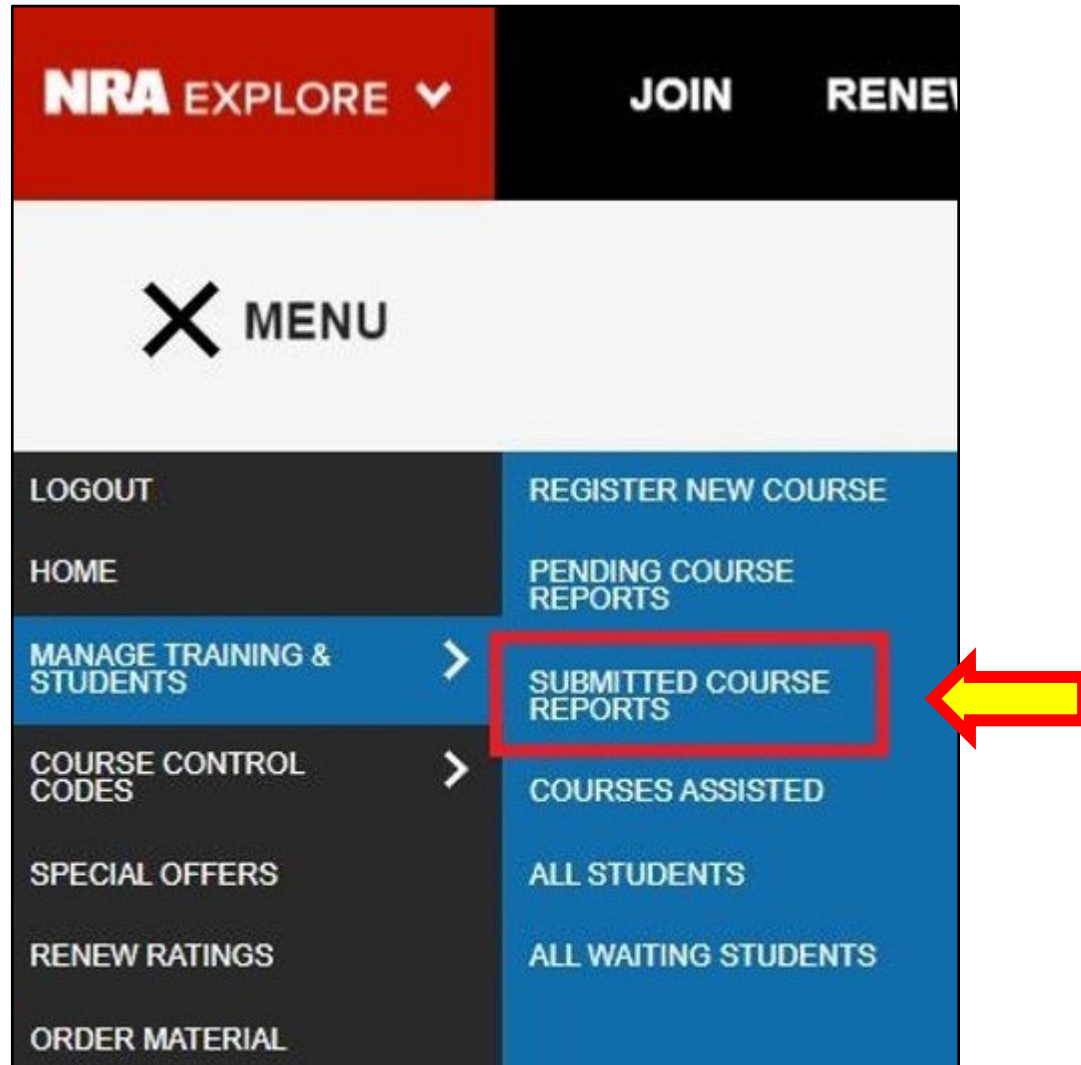 NRA EXPLORE JOIN RENEW
MENU
LOGOUT
HOME
MANAGE TRAINING &
STUDENTS
COURSE CONTROL
CODES
SPECIAL OFFERS
RENEW RATINGS
ORDER MATERIAL
REGISTER NEW COURSE
PENDING COURSE
REPORTS
SUBMITTED COURSE
REPORTS
COURSES ASSISTED
ALL STUDENTS
ALL WAITING STUDENTS